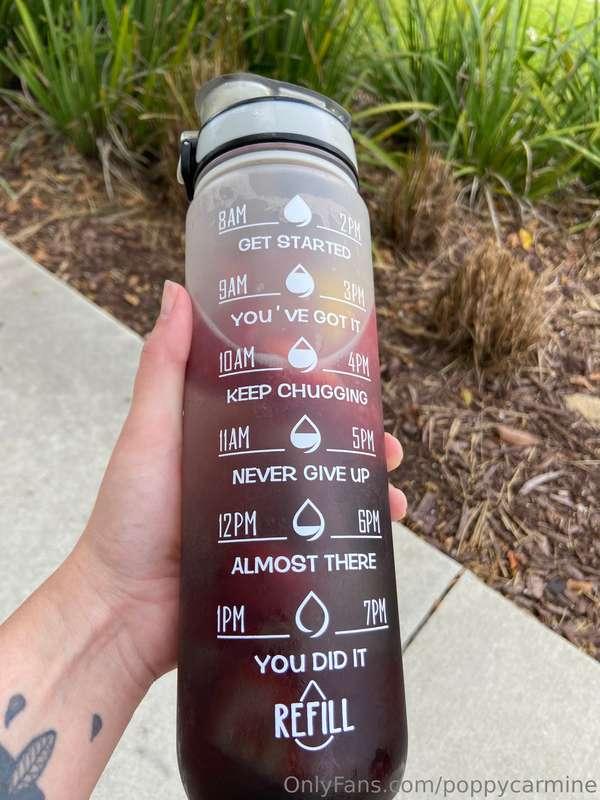 8AM 2PM
GET STARTED
9AM 3PM
YOU'VE GOT IT
10AM 4PM
KEEP CHUGGING
11AM 5PM
NEVER GIVE UP
12PM 6PM
ALMOST THERE
1PM 7PM
YOU DID IT
REFILL
OnlyFans.com/poppycarmine